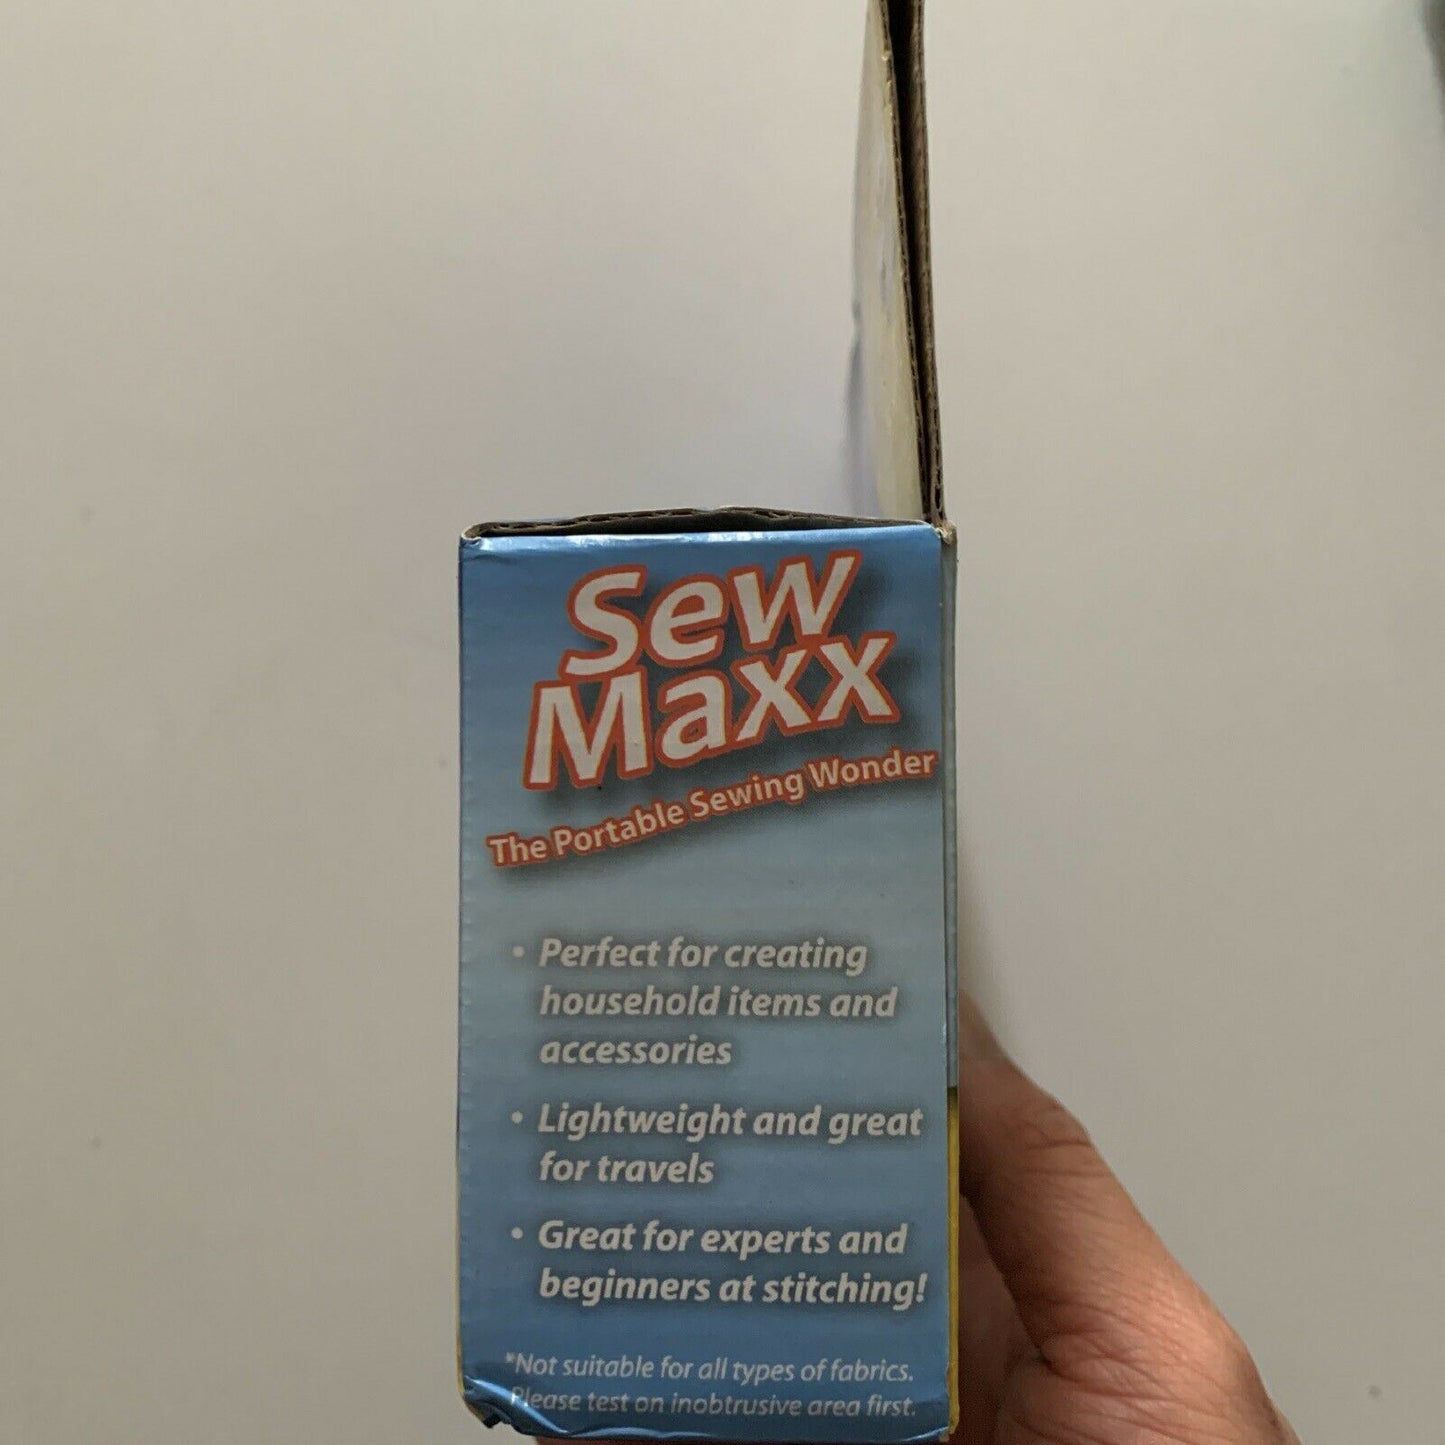 Sew
Maxx
The Portable Sewing Wonder
• Perfect for creating
household items and
accessories
• Lightweight and great
for travels
• Great for experts and
beginners at stitching!
*Not suitable for all types of fabrics.
Please test on inobtrusive area first.